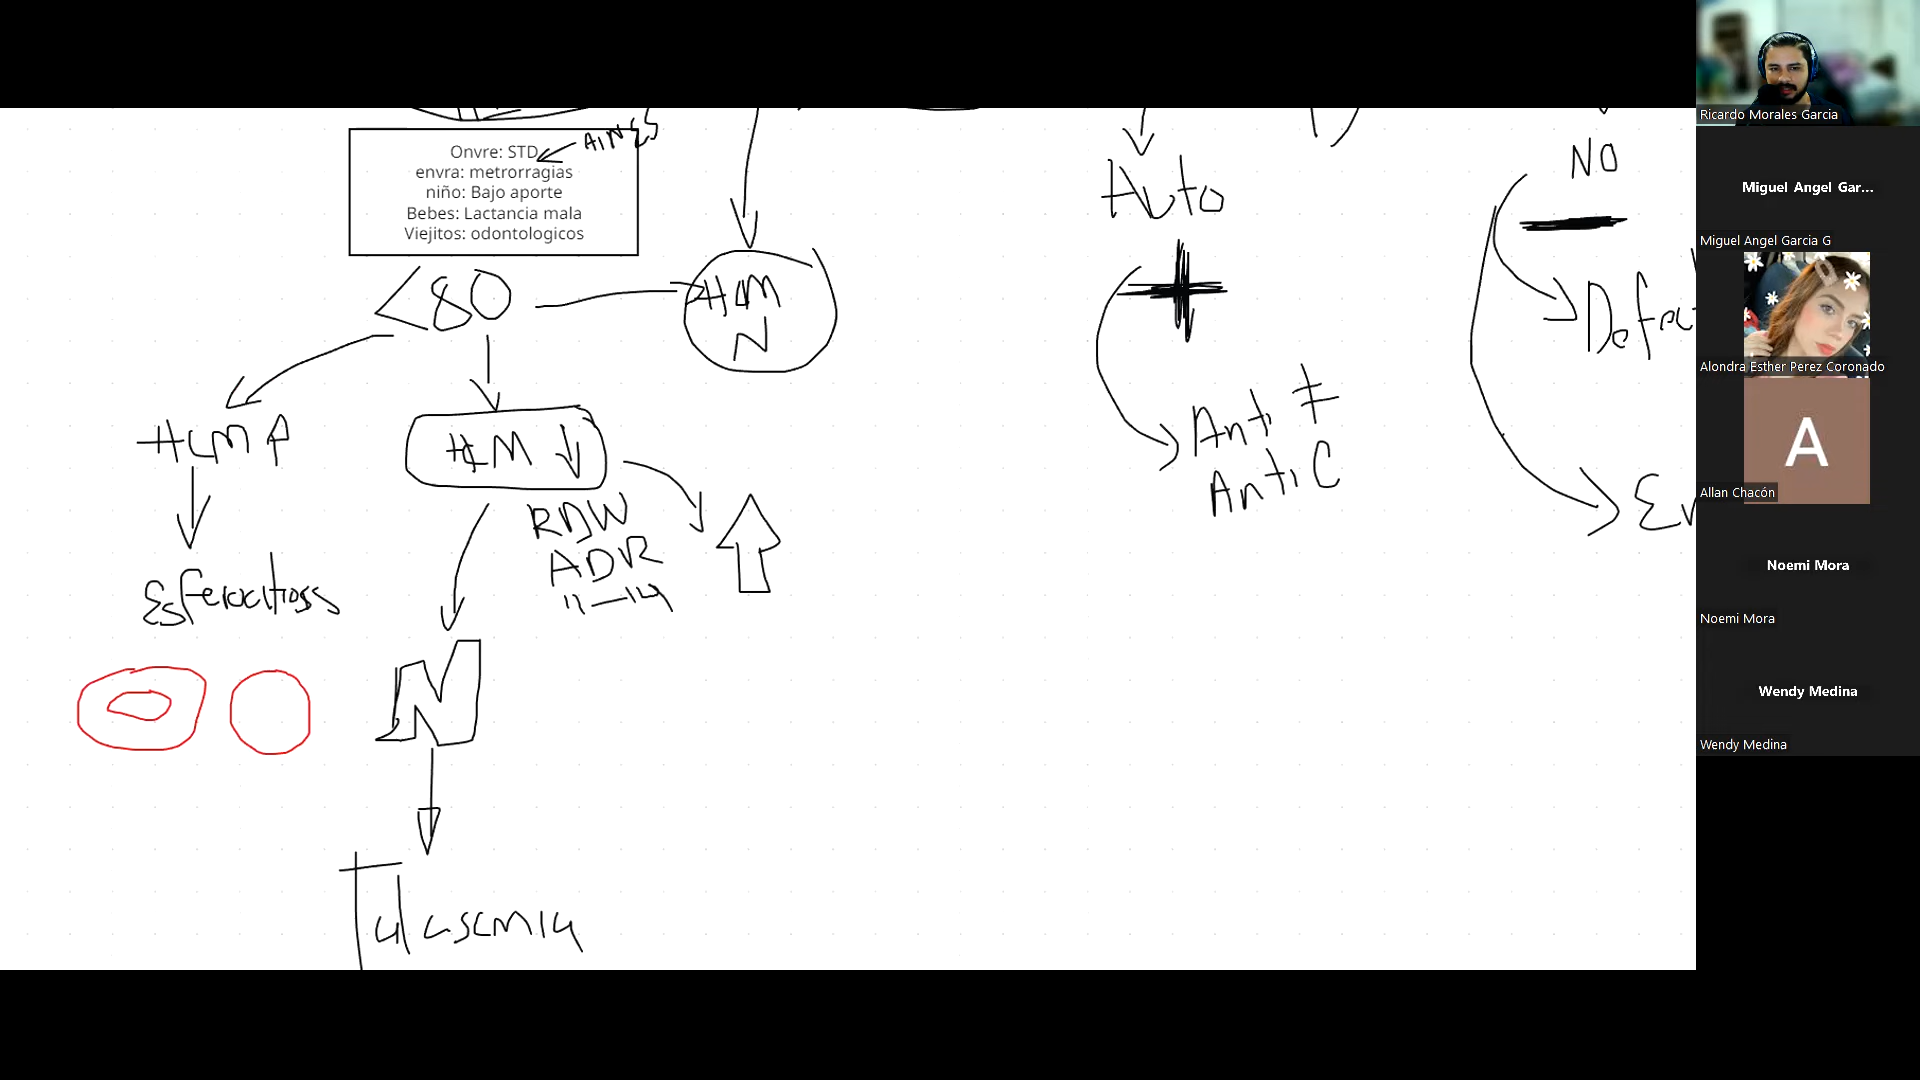 AINES
Onvre: STD
envra: metrorragias
niño: Bajo aporte
Bebes: Lactancia mala
Viejitos: odontologicos
<80
HCM
N
HCM
HCM ↓
RDW
ADR
11-14
Esferocitosis
N
Talasemia
Auto
+
Anti
Anti C
NO
Ricardo Morales Garcia
Miguel Angel Gar...
Miguel Angel Garcia G
Alondra Esther Perez Coronado
A
Allan Chacón
Noemi Mora
Noemi Mora
Wendy Medina
Wendy Medina